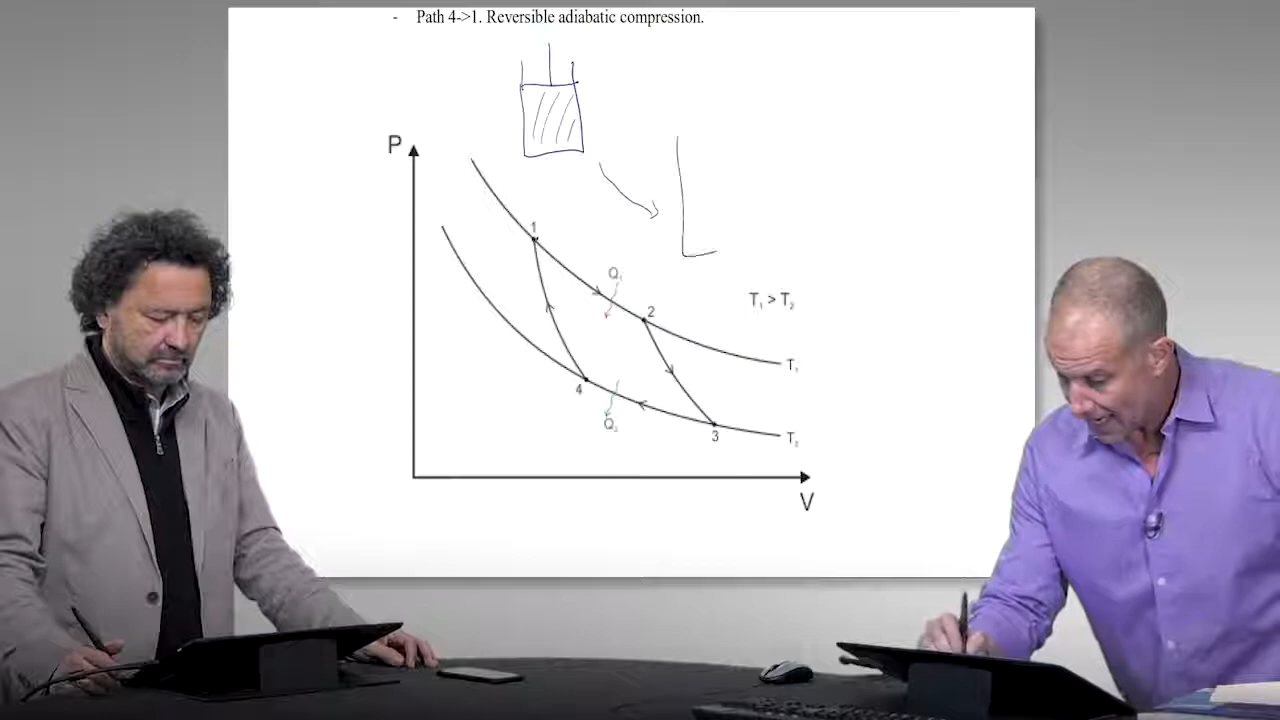 - Path 4->1. Reversible adiabatic compression.
P
1
Q₁
2
T₁ > T₂
T₁
4
Q₂
3
T₂
V